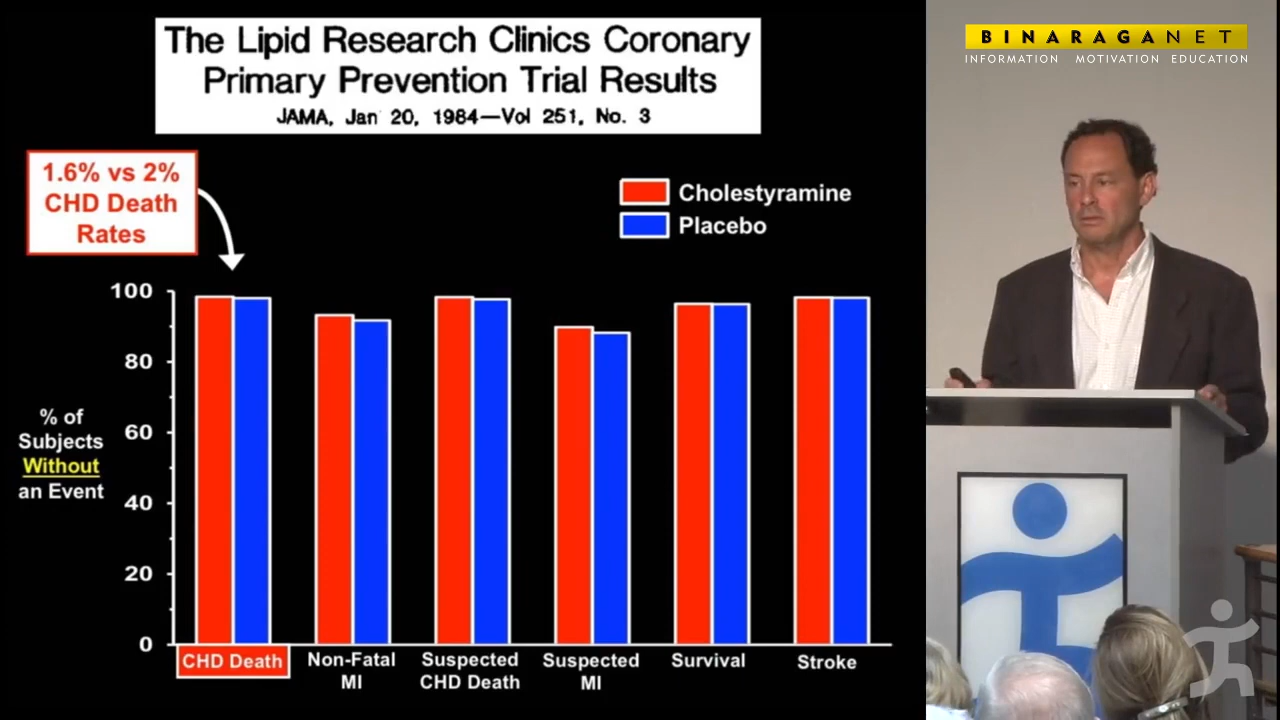 The Lipid Research Clinics Coronary
Primary Prevention Trial Results
JAMA, Jan 20, 1984—Vol 251, No. 3
BINARAGANET
INFORMATION MOTIVATION EDUCATION
1.6% vs 2%
CHD Death
Rates
Cholestyramine
Placebo
100
80
60
40
20
0
% of
Subjects
Without
an Event
CHD Death
Non-Fatal
MI
Suspected
CHD Death
Suspected
MI
Survival
Stroke